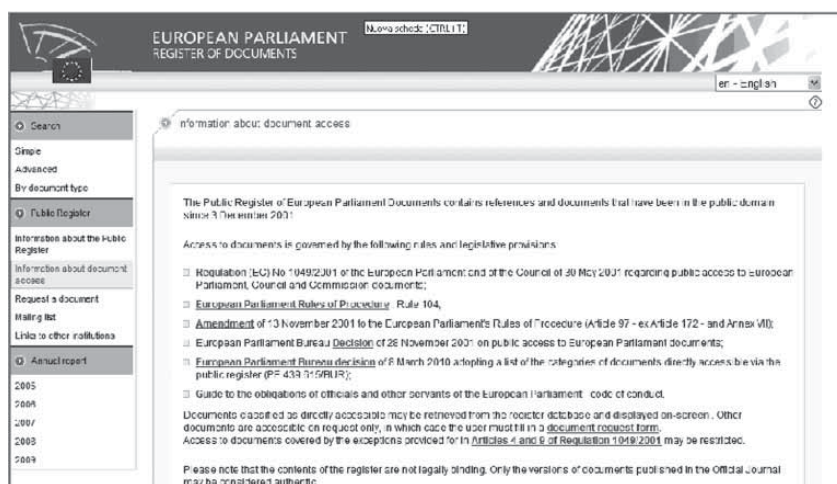 EUROPEAN PARLIAMENT
REGISTER OF DOCUMENTS
Nuova scheda (CTRL+T)
en - English
Search
Simple
Advanced
By document type
Public Register
Information about the Public
Register
Information about document
access
Request a document
Mailing list
Links to other institutions
Annual report
2005
2006
2007
2008
2009
nformation about document access
The Public Register of European Parliament Documents contains references and documents that have been in the public domain
since 3 December 2001
Access to documents is governed by the following rules and legislative provisions:
Regulation (EC) No 1049/2001 of the European Parliament and of the Council of 30 May 2001 regarding public access to European
Parliament, Council and Commission documents;
European Parliament Rules of Procedure : Rule 104;
Amendment of 13 November 2001 to the European Parliament's Rules of Procedure (Article 97 - ex Article 172 - and Annex VII);
European Parliament Bureau Decision of 28 November 2001 on public access to European Parliament documents;
European Parliament Bureau decision of 8 March 2010 adopting a list of the categories of documents directly accessible via the
public register (PE 439.615/BUR);
Guide to the obligations of officials and other servants of the European Parliament - code of conduct.
Documents classified as directly accessible may be retrieved from the register database and displayed on-screen . Other
documents are accessible on request only, in which case the user must fill in a document request form.
Access to documents covered by the exceptions provided for in Articles 4 and 9 of Regulation 1049/2001 may be restricted.
Please note that the contents of the register are not legally binding. Only the versions of documents published in the Official Journal
may be considered authentic.